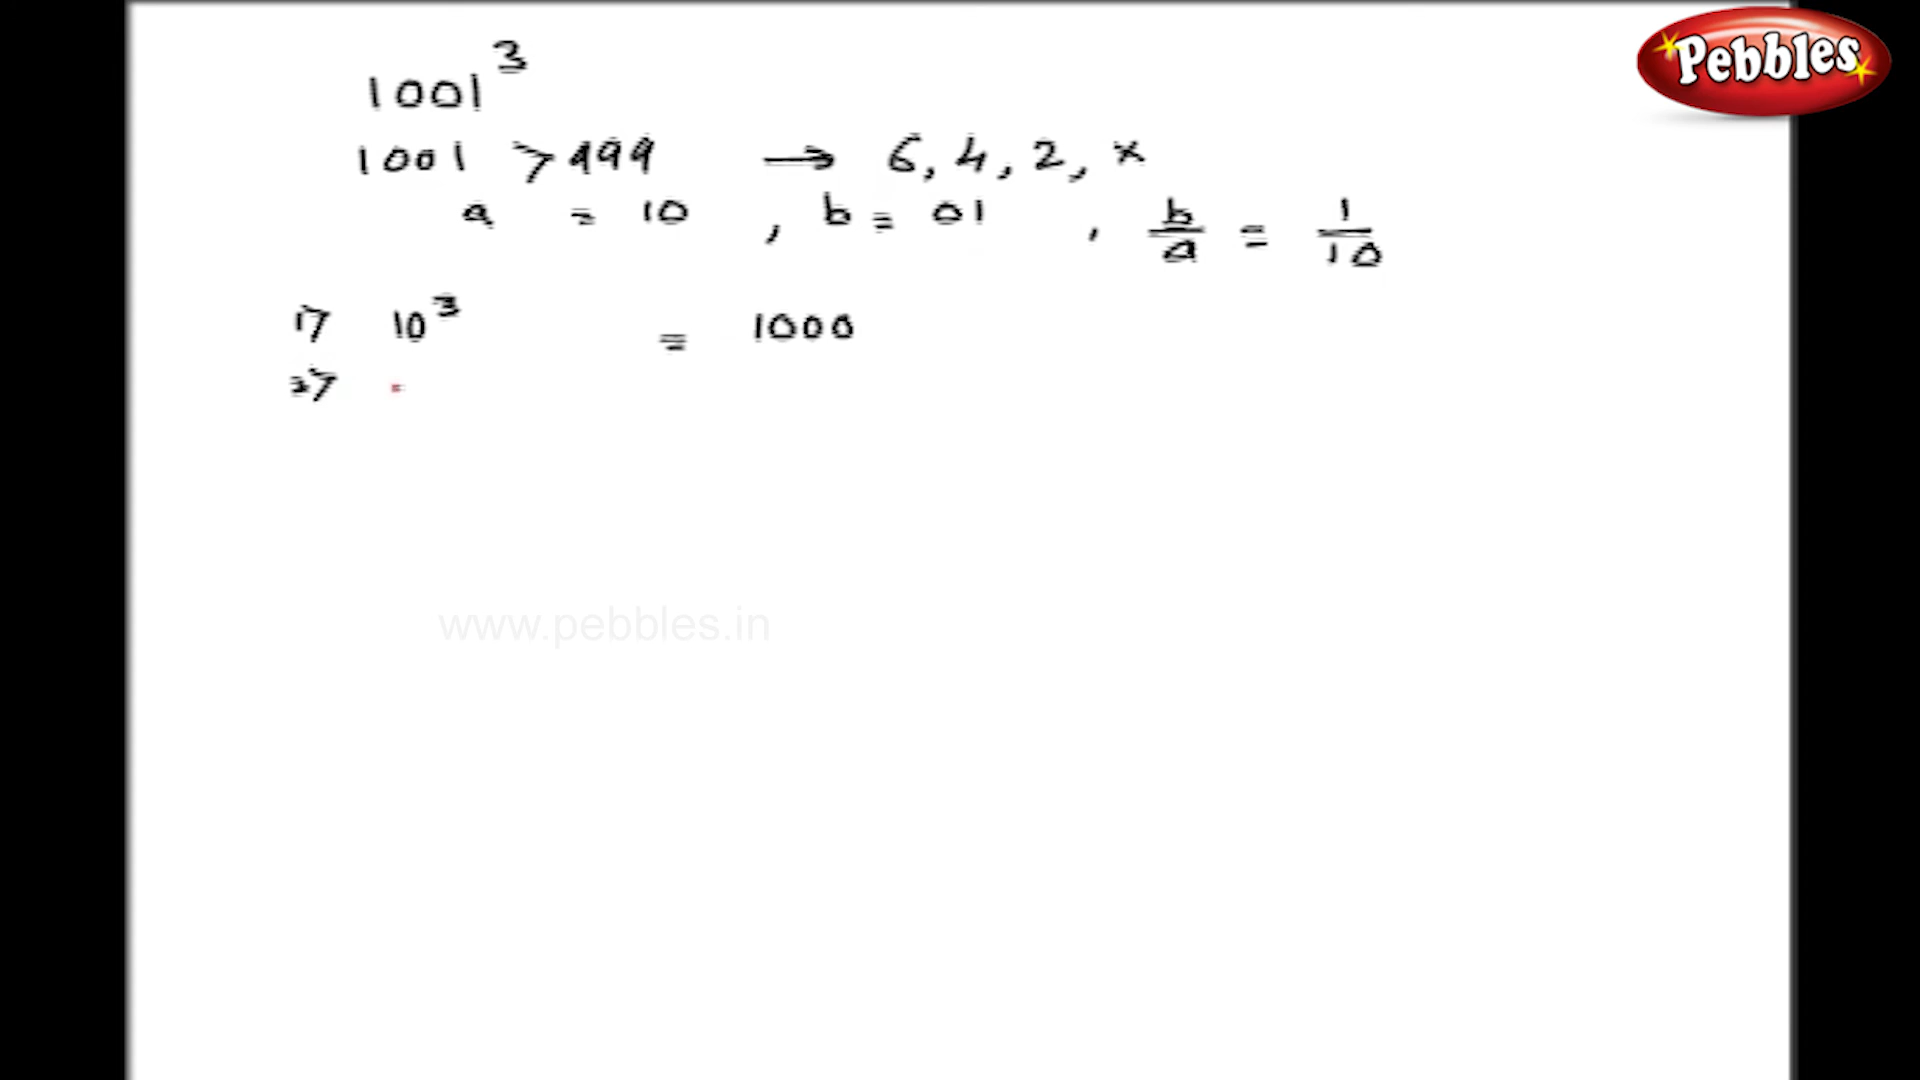 Pebbles
1001³
1001 > 999 → 6, 4, 2, ×
a = 10 , b = 01 , b/a = 1/10
1> 10³ = 1000
2>
www.pebbles.in